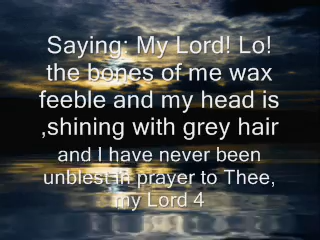 Saying: My Lord! Lo!
the bones of me wax
feeble and my head is
,shining with grey hair
and I have never been
unblest in prayer to Thee,
my Lord 4